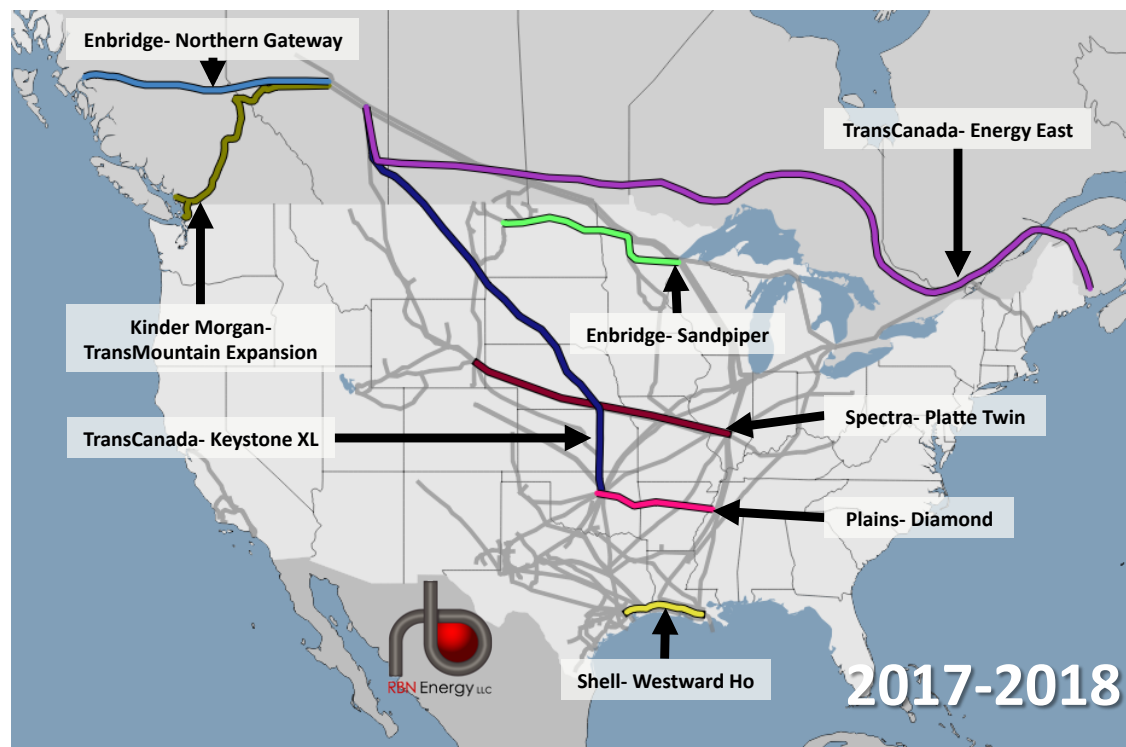 Enbridge- Northern Gateway
TransCanada- Energy East
Kinder Morgan-
TransMountain Expansion
Enbridge- Sandpiper
Spectra- Platte Twin
TransCanada- Keystone XL
Plains- Diamond
RBN Energy LLC
Shell- Westward Ho
2017-2018